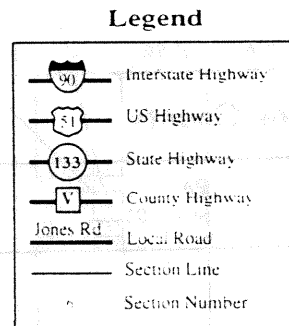 Legend
90 Interstate Highway
51 US Highway
133 State Highway
V County Highway
Jones Rd Local Road
Section Line
6 Section Number